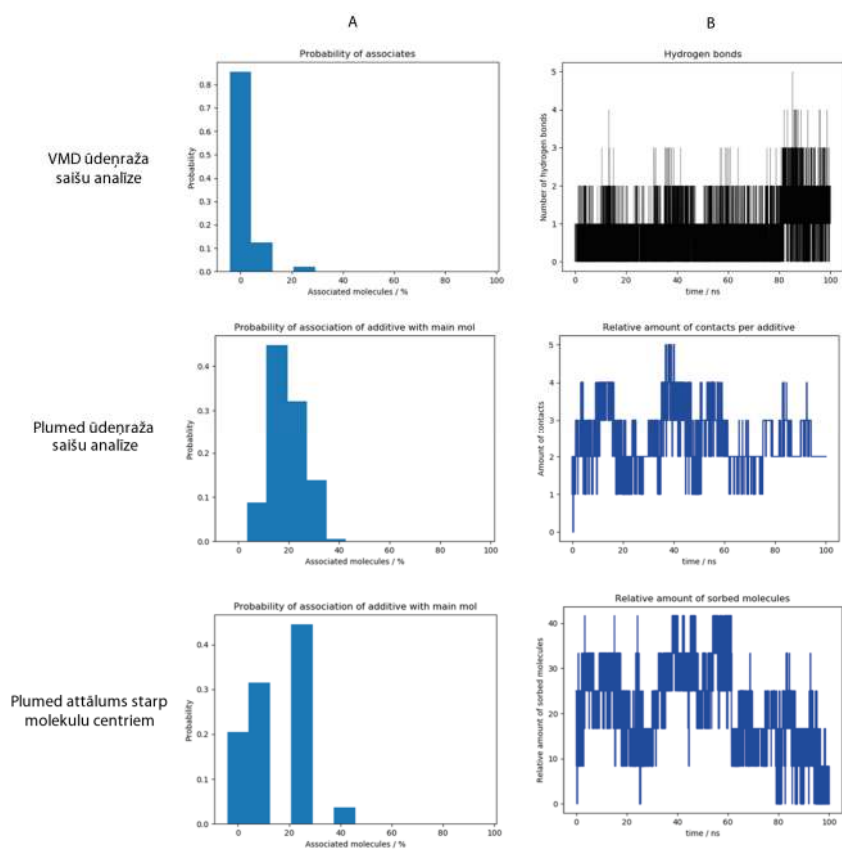 A
B
VMD ūdeņraža
saišu analīze
Probability of associates
Probability
0.8
0.7
0.6
0.5
0.4
0.3
0.2
0.1
0.0
0
20
40
60
80
100
Associated molecules / %
Hydrogen bonds
Number of hydrogen bonds
5
4
3
2
1
0
0
20
40
60
80
100
time / ns
Plumed ūdeņraža
saišu analīze
Probability of association of additive with main mol
Probability
0.4
0.3
0.2
0.1
0.0
0
20
40
60
80
100
Associated molecules / %
Relative amount of contacts per additive
Amount of contacts
5
4
3
2
1
0
0
20
40
60
80
100
time / ns
Plumed attālums starp
molekulu centriem
Probability of association of additive with main mol
Probability
0.4
0.3
0.2
0.1
0.0
0
20
40
60
80
100
Associated molecules / %
Relative amount of sorbed molecules
Relative amount of sorbed molecules
40
30
20
10
0
0
20
40
60
80
100
time / ns